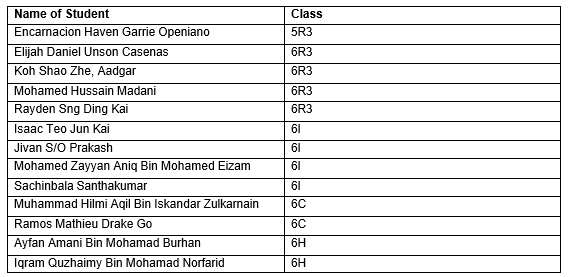 Name of Student Class
Encarnacion Haven Garrie Openiano 5R3
Elijah Daniel Unson Casenas 6R3
Koh Shao Zhe, Aadgar 6R3
Mohamed Hussain Madani 6R3
Rayden Sng Ding Kai 6R3
Isaac Teo Jun Kai 6I
Jivan S/O Prakash 6I
Mohamed Zayyan Aniq Bin Mohamed Eizam 6I
Sachinbala Santhakumar 6I
Muhammad Hilmi Aqil Bin Iskandar Zulkarnain 6C
Ramos Mathieu Drake Go 6C
Ayfan Amani Bin Mohamad Burhan 6H
Iqram Quzhaimy Bin Mohamad Norfarid 6H